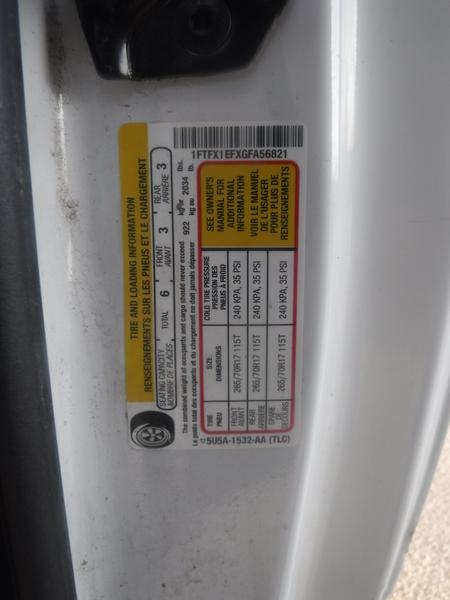 TIRE AND LOADING INFORMATION
RENSEIGNEMENTS SUR LES PNEUS ET LE CHARGEMENT
SEATING CAPACITY
NOMBRE DE PLACES
TOTAL 6
FRONT
AVANT 3
REAR
ARRIÈRE 3
The combined weight of occupants and cargo should never exceed
Le poids total des occupants et du chargement ne doit jamais dépasser
922 kg or
kg ou 2034 lbs.
lb.
TIRE
PNEU
SIZE
DIMENSIONS
COLD TIRE PRESSURE
PRESSION DES
PNEUS A FROID
FRONT
AVANT
265/70R17 115T
240 KPA, 35 PSI
REAR
ARRIERE
265/70R17 115T
240 KPA, 35 PSI
SPARE
DE
SECOURS
265/70R17 115T
240 KPA, 35 PSI
SEE OWNER'S
MANUAL FOR
ADDITIONAL
INFORMATION
VOIR LE MANUEL
DE L'USAGER
POUR PLUS DE
RENSEIGNEMENTS
5U5A-1532-AA (TLC)
1FTFX1EFXGFA56821